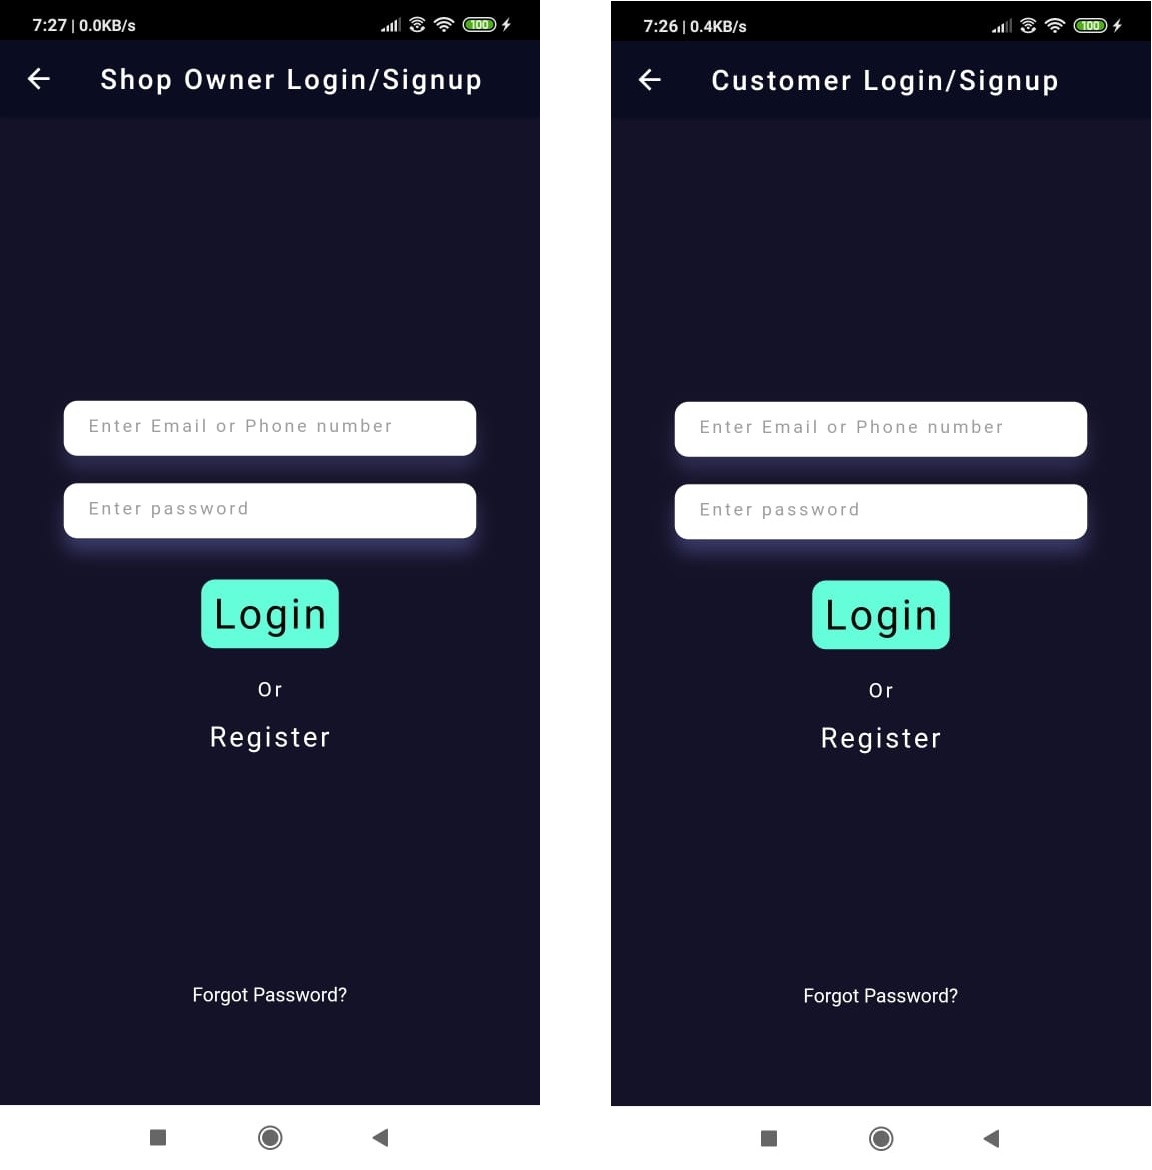 7:27 | 0.0KB/s
100
Shop Owner Login/Signup
Enter Email or Phone number
Enter password
Login
Or
Register
Forgot Password?
7:26 | 0.4KB/s
100
Customer Login/Signup
Enter Email or Phone number
Enter password
Login
Or
Register
Forgot Password?